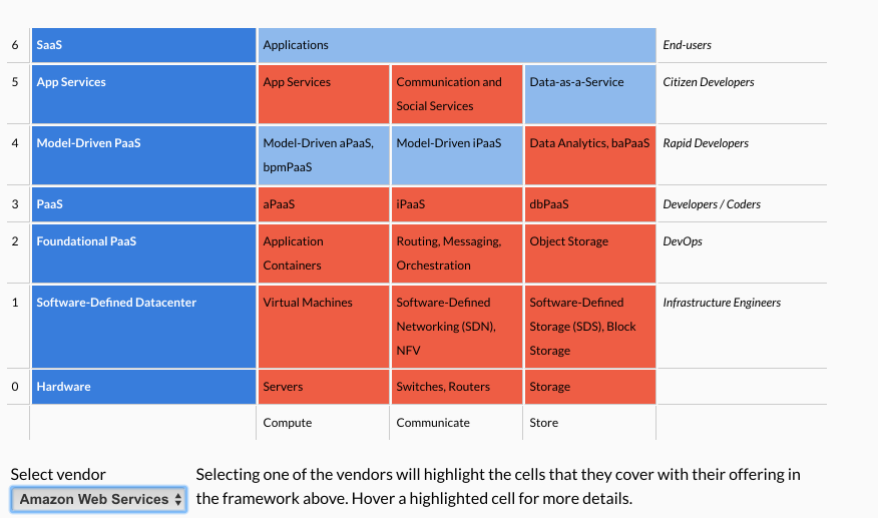 6 SaaS Applications End-users
5 App Services App Services Communication and Social Services Data-as-a-Service Citizen Developers
4 Model-Driven PaaS Model-Driven aPaaS, bpmPaaS Model-Driven iPaaS Data Analytics, baPaaS Rapid Developers
3 PaaS aPaaS iPaaS dbPaaS Developers / Coders
2 Foundational PaaS Application Containers Routing, Messaging, Orchestration Object Storage DevOps
1 Software-Defined Datacenter Virtual Machines Software-Defined Networking (SDN), NFV Software-Defined Storage (SDS), Block Storage Infrastructure Engineers
0 Hardware Servers Switches, Routers Storage
Compute Communicate Store
Select vendor
Amazon Web Services
Selecting one of the vendors will highlight the cells that they cover with their offering in
the framework above. Hover a highlighted cell for more details.